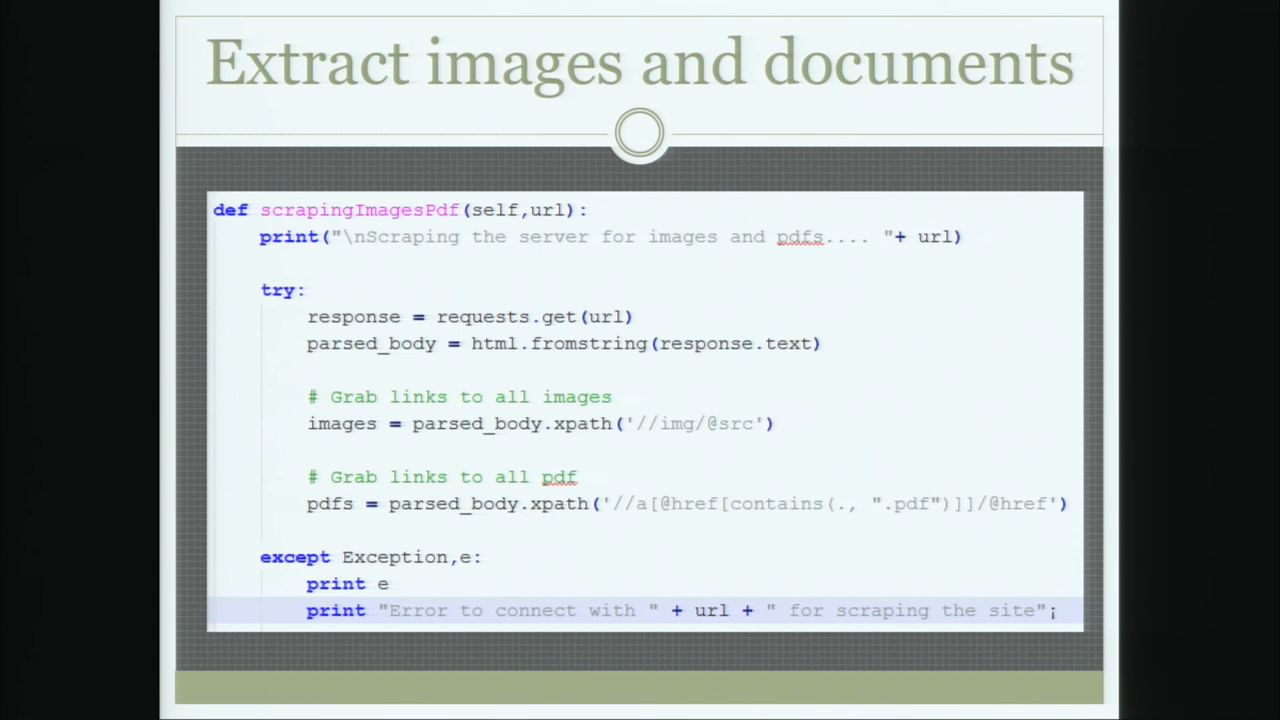 Extract images and documents
def scrapingImagesPdf(self,url):
    print("\nScraping the server for images and pdfs.... "+ url)
    try:
        response = requests.get(url)
        parsed_body = html.fromstring(response.text)
        # Grab links to all images
        images = parsed_body.xpath('//img/@src')
        # Grab links to all pdf
        pdfs = parsed_body.xpath('//a[@href[contains(., ".pdf")]]/@href')
    except Exception,e:
        print e
        print "Error to connect with " + url + " for scraping the site";